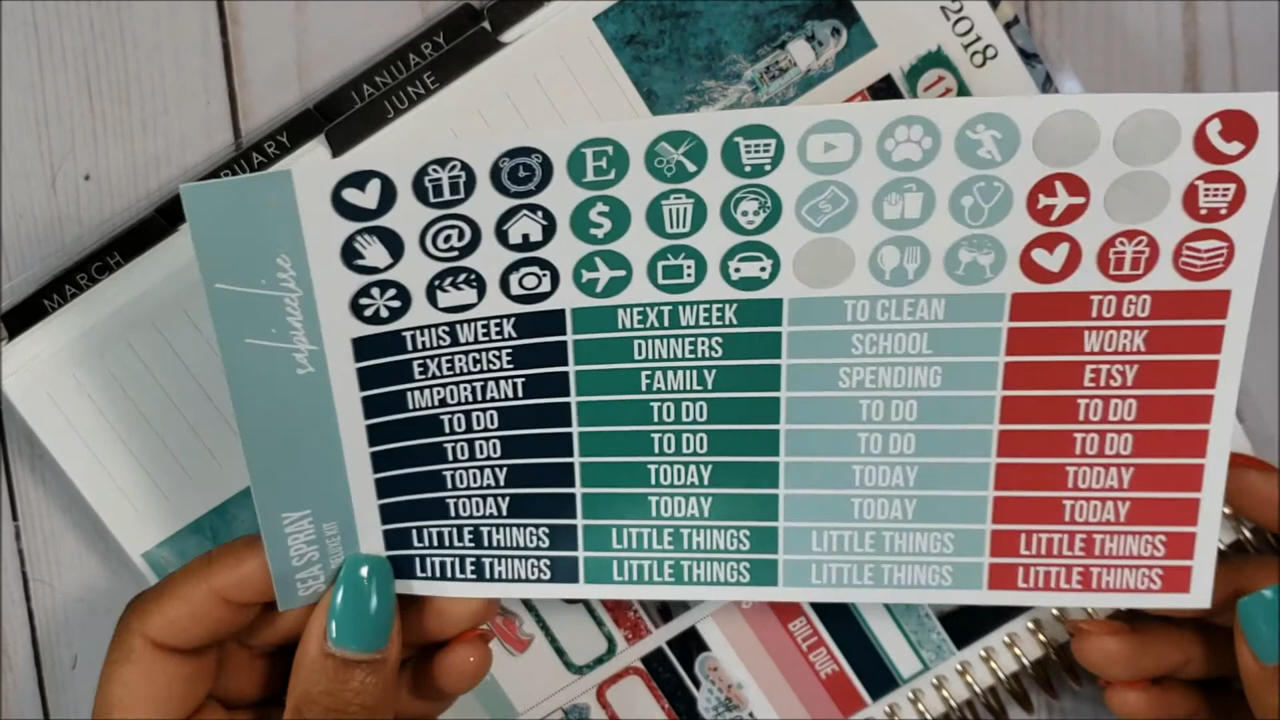 JANUARY
JUNE
MARCH
2018
11
sabineelise
SEA SPRAY
DELUXE KIT
E
$
@
THIS WEEK
EXERCISE
IMPORTANT
TO DO
TO DO
TODAY
TODAY
LITTLE THINGS
LITTLE THINGS
NEXT WEEK
DINNERS
FAMILY
TO DO
TO DO
TODAY
TODAY
LITTLE THINGS
LITTLE THINGS
TO CLEAN
SCHOOL
SPENDING
TO DO
TO DO
TODAY
TODAY
LITTLE THINGS
LITTLE THINGS
TO GO
WORK
ETSY
TO DO
TO DO
TODAY
TODAY
LITTLE THINGS
LITTLE THINGS
BILL DUE